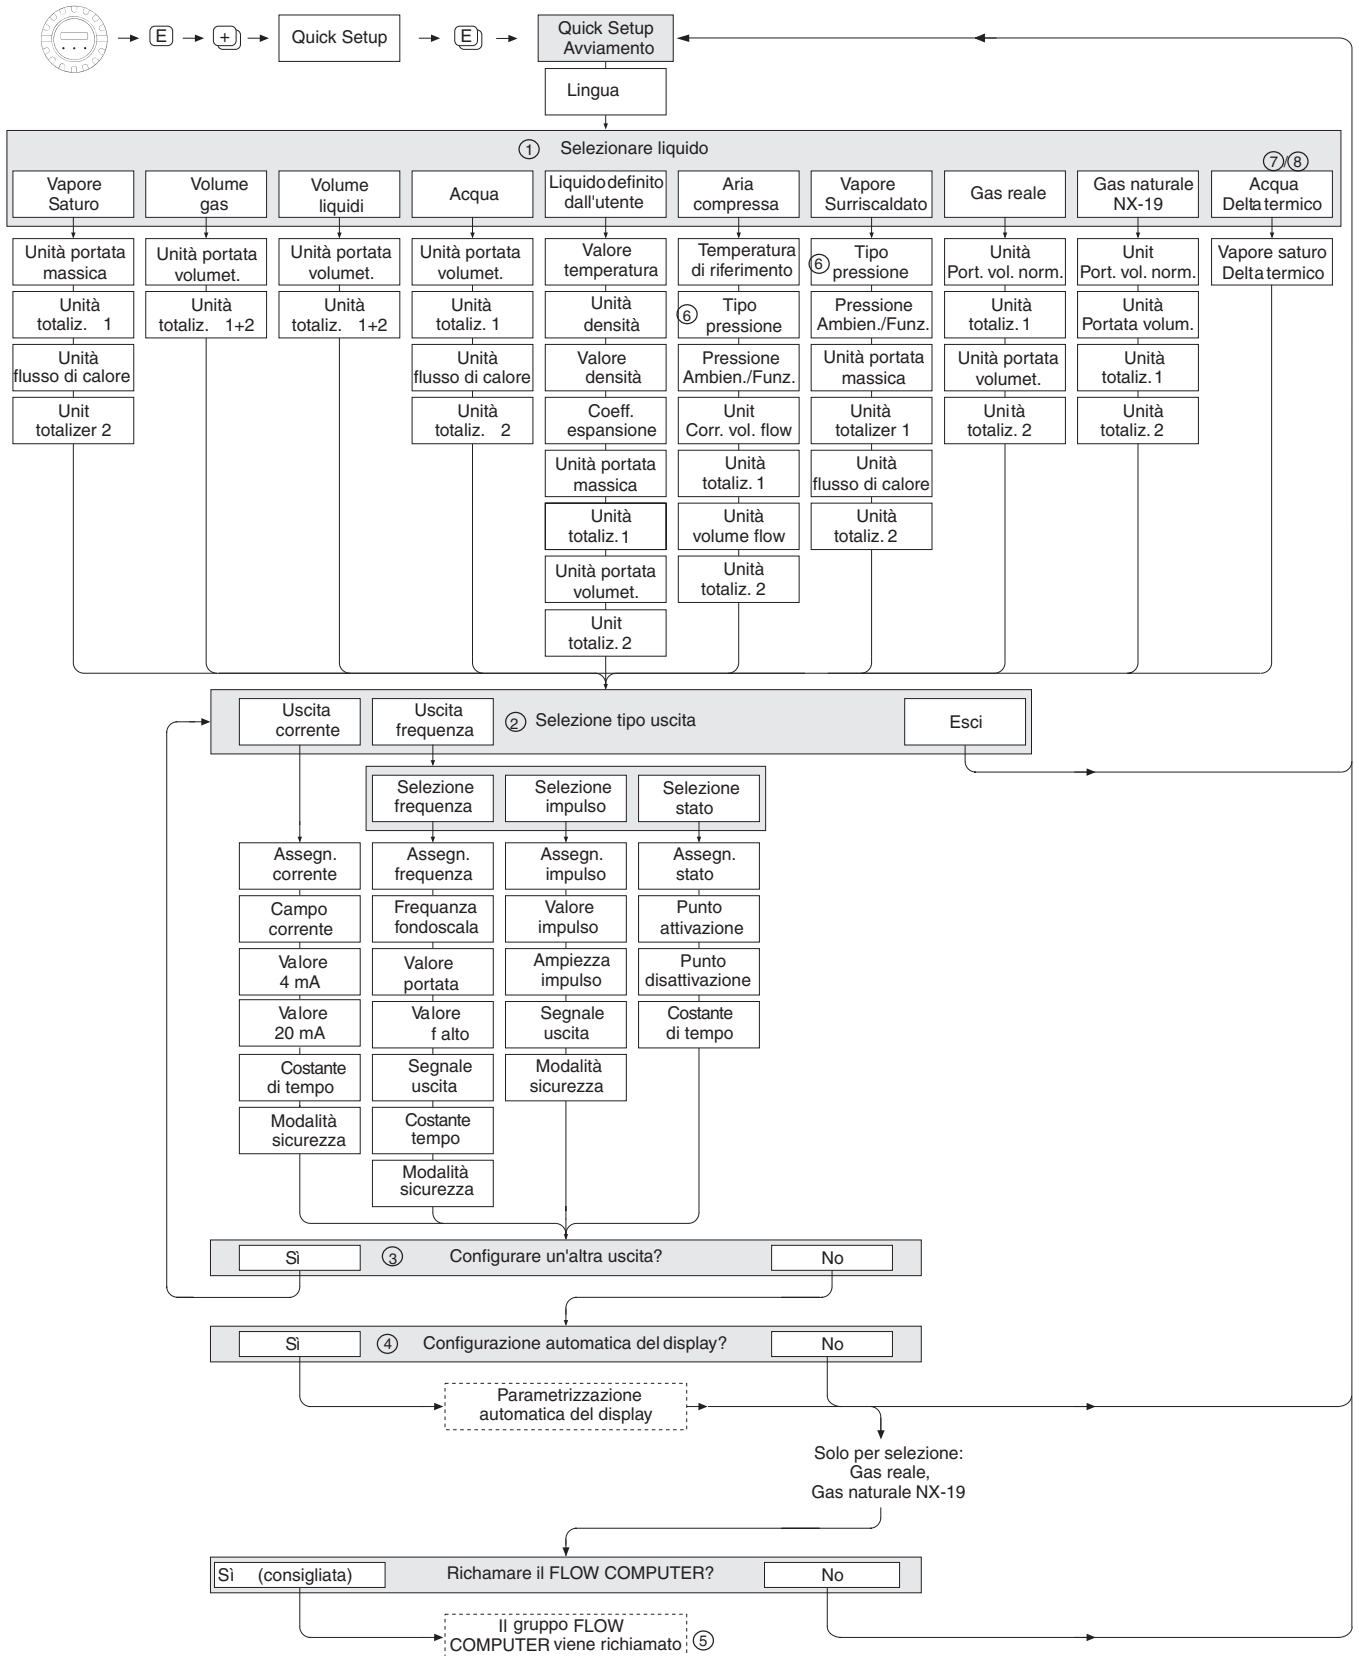 E
+
Quick Setup
E
Quick Setup
Avviamento
Lingua
1 Selezionare liquido
7/8
Vapore
Saturo
Volume
gas
Volume
liquidi
Acqua
Liquido definito
dall'utente
Aria
compressa
Vapore
Surriscaldato
Gas reale
Gas naturale
NX-19
Acqua
Delta termico
Unità portata
massica
Unità
totaliz. 1
Unità
flusso di calore
Unit
totalizer 2
Unità portata
volumet.
Unità
totaliz. 1+2
Unità portata
volumet.
Unità
totaliz. 1+2
Unità portata
volumet.
Unità
totaliz. 1
Unità
flusso di calore
Unità
totaliz. 2
Valore
temperatura
Unità
densità
Valore
densità
Coeff.
espansione
Unità portata
massica
Unità
totaliz. 1
Unità portata
volumet.
Unit
totaliz. 2
Temperatura
di riferimento
6
Tipo
pressione
Pressione
Ambien./Funz.
Unit
Corr. vol. flow
Unità
totaliz. 1
Unità
volume flow
Unità
totaliz. 2
6
Tipo
pressione
Pressione
Ambien./Funz.
Unità portata
massica
Unità
totalizer 1
Unità
flusso di calore
Unità
totaliz. 2
Unità
Port. vol. norm.
Unità
totaliz. 1
Unità portata
volumet.
Unità
totaliz. 2
Unit
Port. vol. norm.
Unità
Portata volum.
Unità
totaliz. 1
Unità
totaliz. 2
Vapore saturo
Delta termico
Uscita
corrente
Uscita
frequenza
2 Selezione tipo uscita
Esci
Selezione
frequenza
Selezione
impulso
Selezione
stato
Assegn.
corrente
Campo
corrente
Valore
4 mA
Valore
20 mA
Costante
di tempo
Modalità
sicurezza
Assegn.
frequenza
Frequanza
fondoscala
Valore
portata
Valore
f alto
Segnale
uscita
Costante
tempo
Modalità
sicurezza
Assegn.
impulso
Valore
impulso
Ampiezza
impulso
Segnale
uscita
Modalità
sicurezza
Assegn.
stato
Punto
attivazione
Punto
disattivazione
Costante
di tempo
Sì 3 Configurare un'altra uscita? No
Sì 4 Configurazione automatica del display? No
Parametrizzazione
automatica del display
Solo per selezione:
Gas reale,
Gas naturale NX-19
Sì (consigliata) Richamare il FLOW COMPUTER? No
Il gruppo FLOW
COMPUTER viene richiamato 5